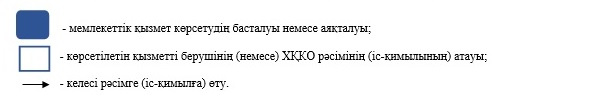 - мемлекеттік қызмет көрсетудің басталуы немесе аяқталуы;
- көрсетілетін қызметті берушінің (немесе) ХҚКО рәсімінің (іс-қимылының) атауы;
- келесі рәсімге (іс-қимылға) өту.